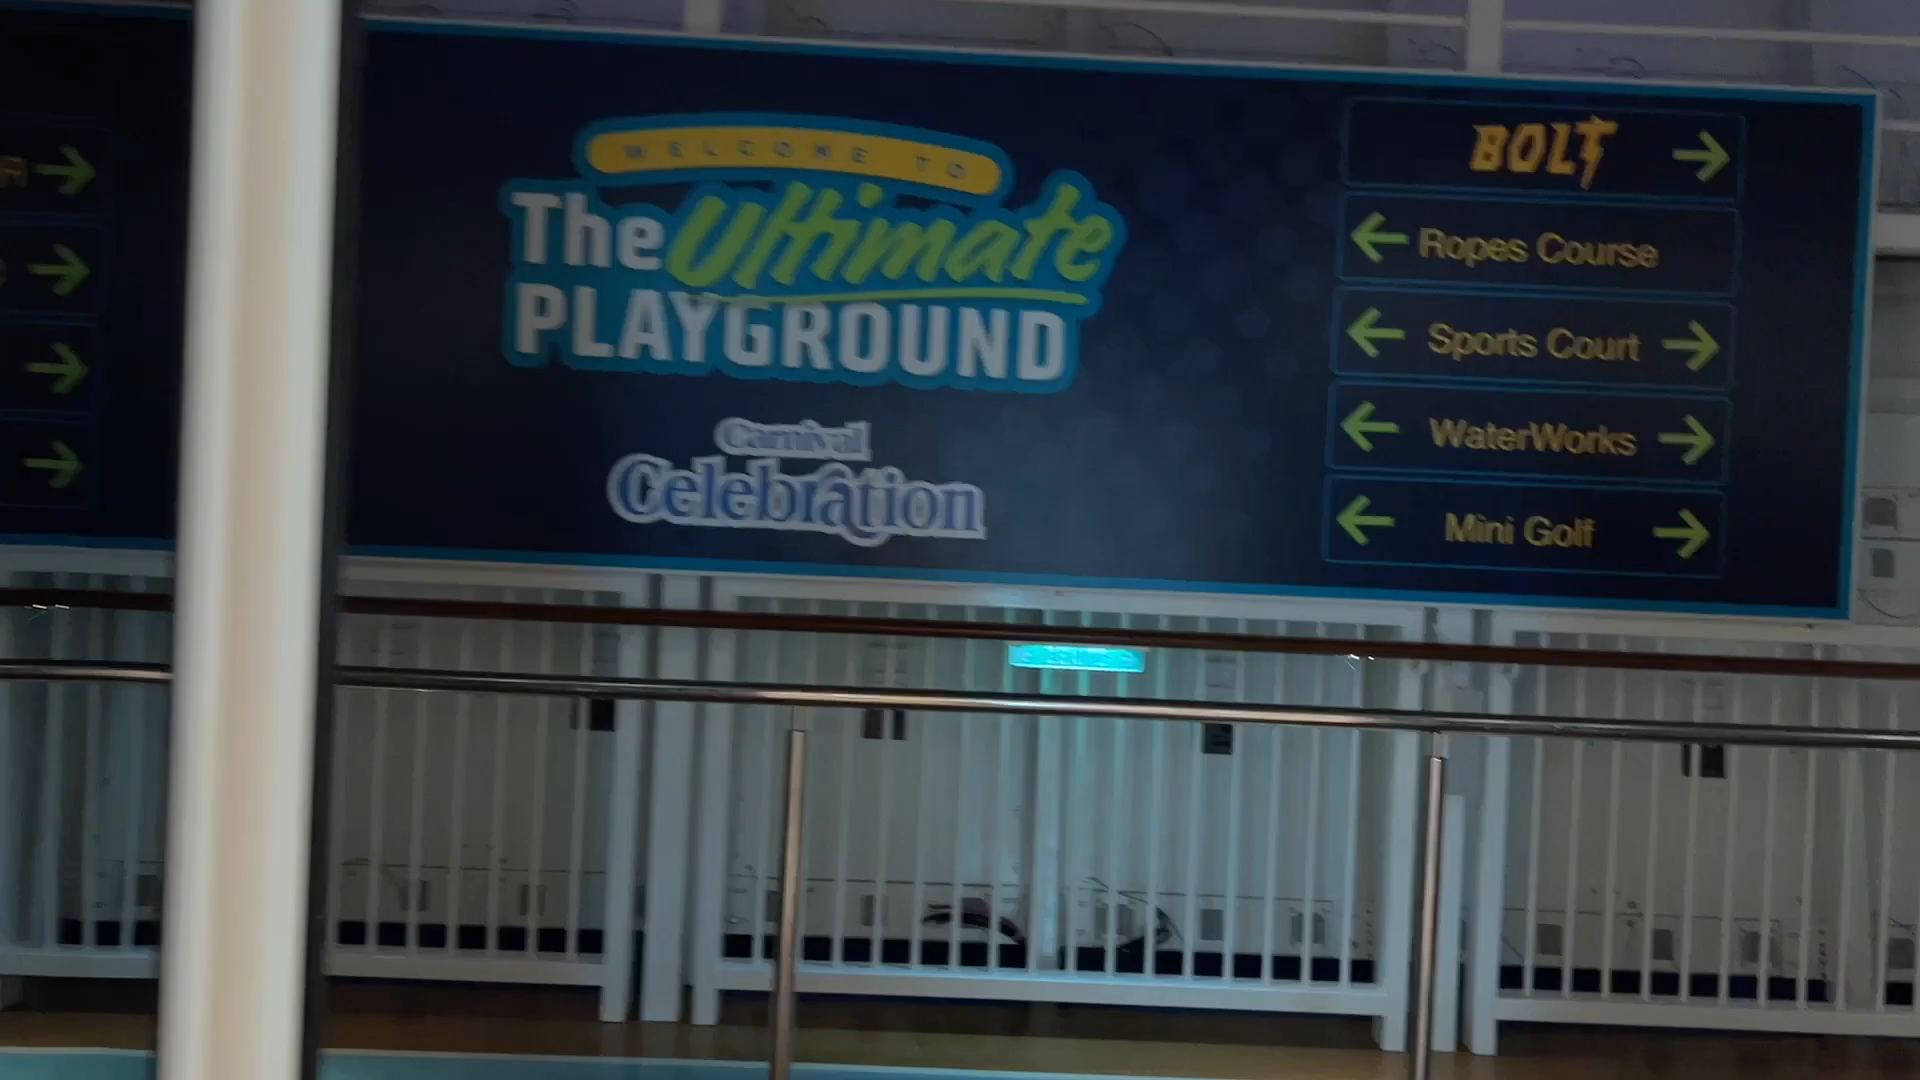 WELCOME TO
The Ultimate
PLAYGROUND
Carnival
Celebration
BOLT
Ropes Course
Sports Court
WaterWorks
Mini Golf